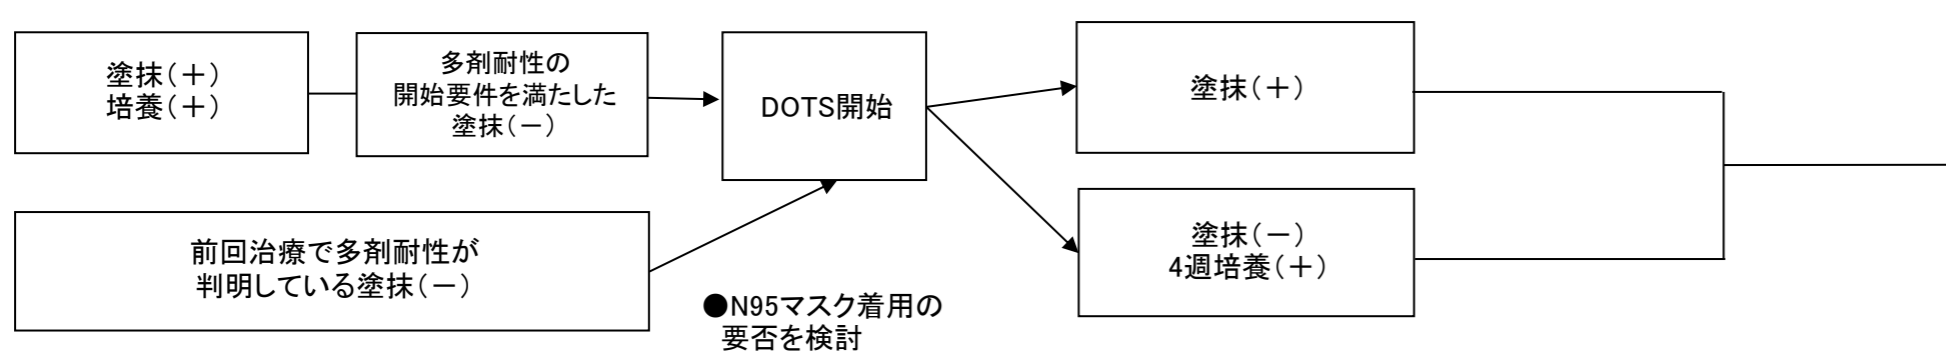 塗抹（＋）
培養（＋）
多剤耐性の
開始要件を満たした
塗抹（－）
DOTS開始
塗抹（＋）
前回治療で多剤耐性が
判明している塗抹（－）
●N95マスク着用の
要否を検討
塗抹（－）
4週培養（＋）